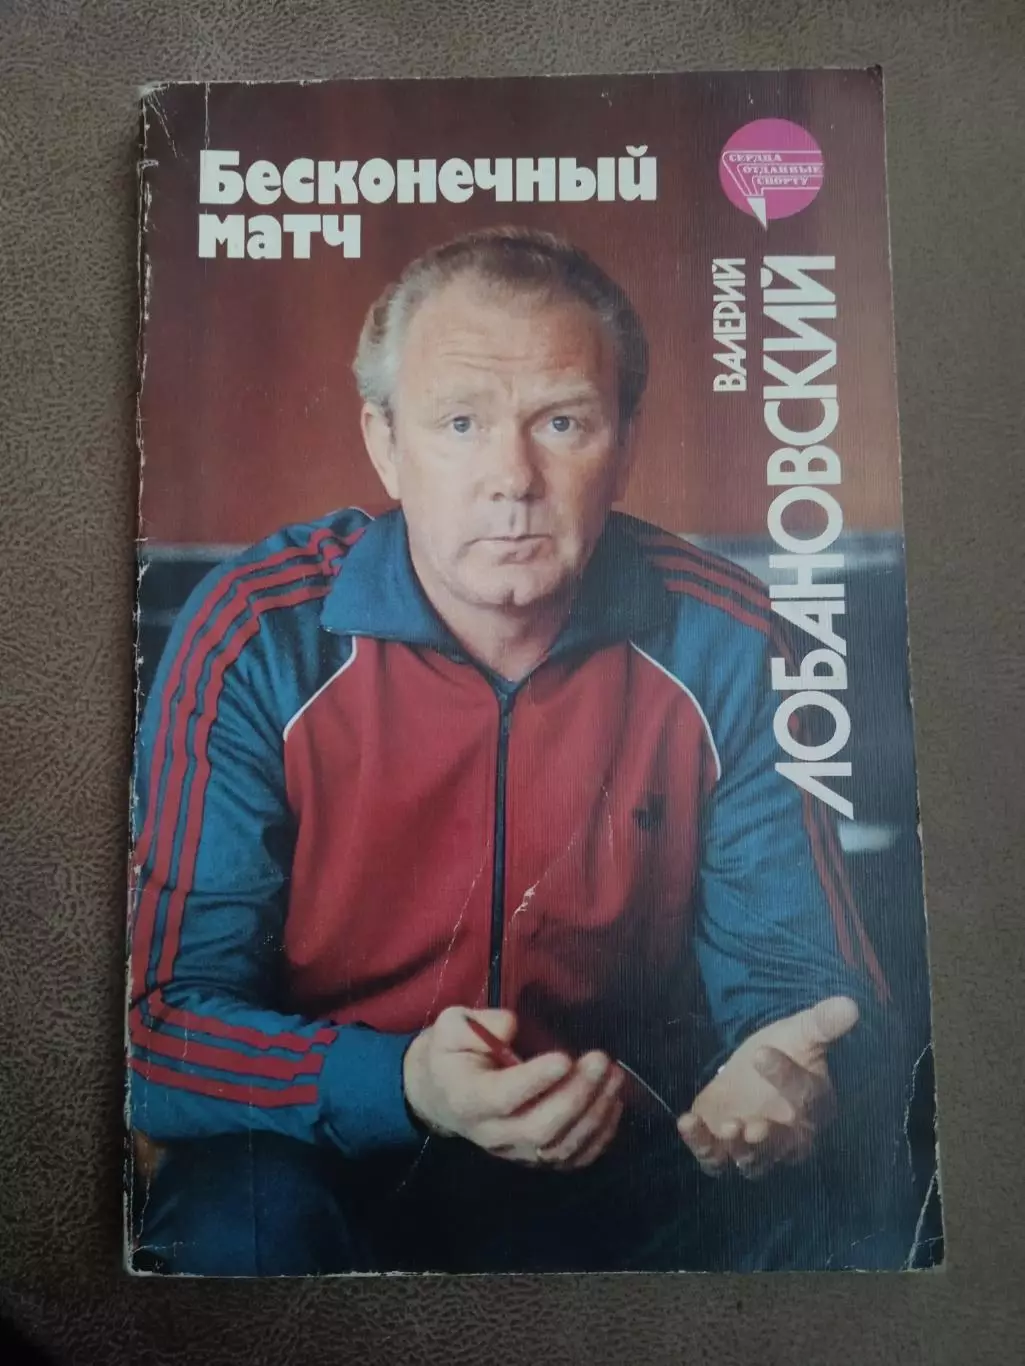 Бесконечный
матч
СЕРДЦА
ОТДАННЫЕ
СПОРТУ
ВАЛЕРИЙ
ЛОБАНОВСКИЙ